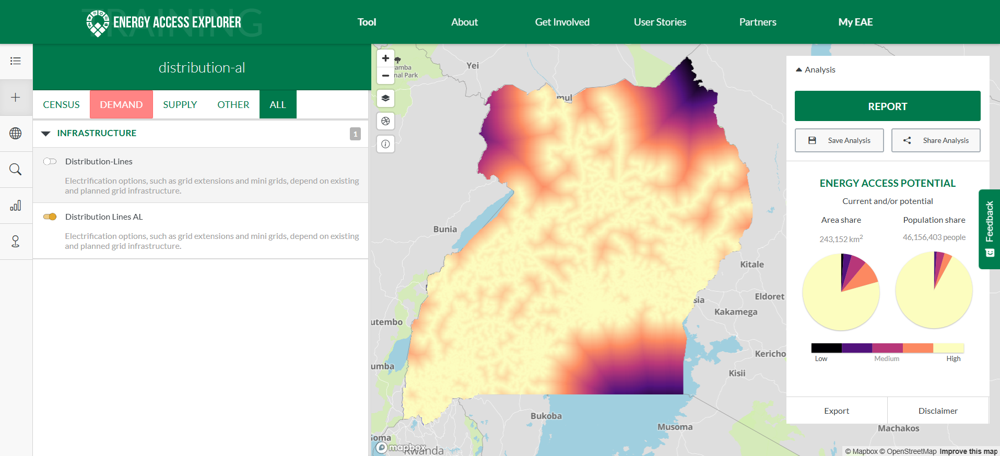 TRAINING
ENERGY ACCESS EXPLORER
Tool
About
Get Involved
User Stories
Partners
My EAE
distribution-al
CENSUS
DEMAND
SUPPLY
OTHER
ALL
INFRASTRUCTURE
1
Distribution-Lines
Electrification options, such as grid extensions and mini grids, depend on existing
and planned grid infrastructure.
Distribution Lines AL
Electrification options, such as grid extensions and mini grids, depend on existing
and planned grid infrastructure.
amba
nal Park
Yei
mul
Bunia
utembo
umba
Goma
Rwanda
Bukoba
Musoma
Kitale
Eldoret
sia
Kakamega
Kericho
Kisii
Machakos
mapbox
Analysis
REPORT
Save Analysis
Share Analysis
ENERGY ACCESS POTENTIAL
Current and/or potential
Area share
243,152 km²
Population share
46,156,403 people
Low
Medium
High
Export
Disclaimer
Feedback
© Mapbox © OpenStreetMap Improve this map